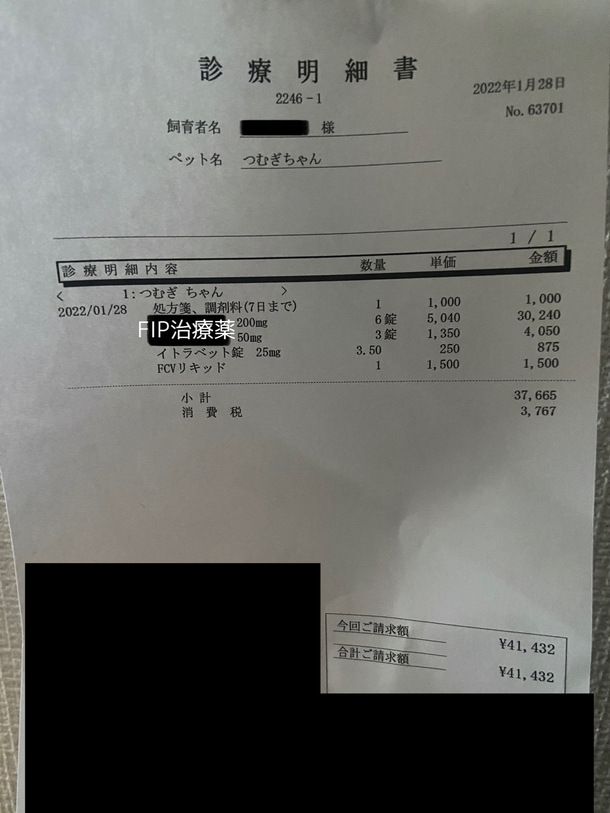 診療明細書
2022年1月28日
2246-1
No. 63701
飼育者名 様
ペット名 つむぎちゃん
1 / 1
診療明細内容 数量 単価 金額
< 1:つむぎ ちゃん >
2022/01/28 処方箋、調剤料(7日まで) 1 1,000 1,000
FIP治療薬 200mg 6錠 5,040 30,240
50mg 3錠 1,350 4,050
イトラベット錠 25mg 3.50 250 875
FCVリキッド 1 1,500 1,500
小計 37,665
消費税 3,767
今回ご請求額 ¥41,432
合計ご請求額 ¥41,432